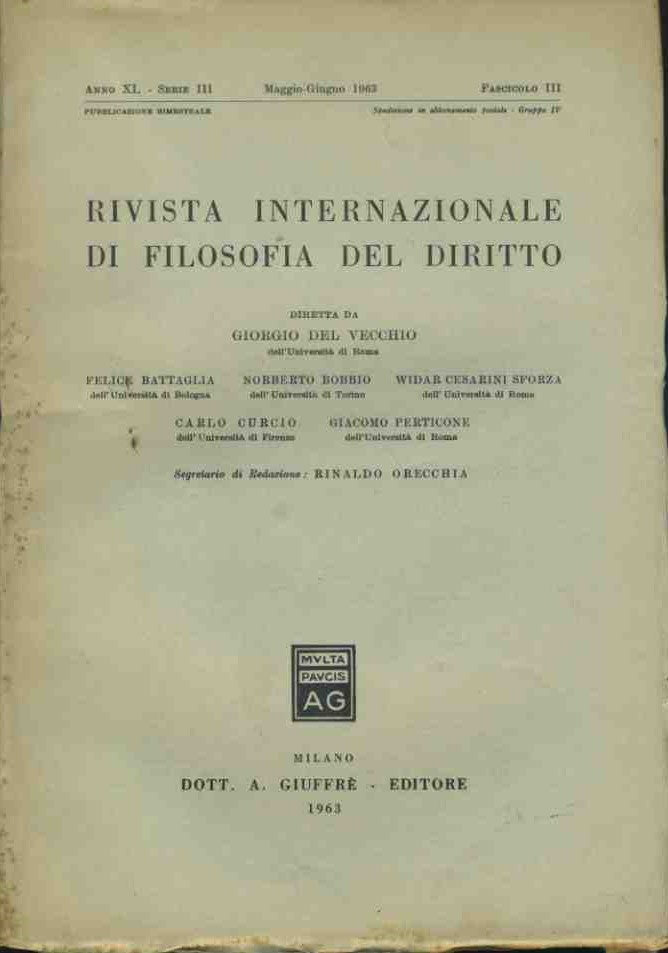 ANNO XL - SERIE III Maggio-Giugno 1963 FASCICOLO III
PUBBLICAZIONE BIMESTRALE Spedizione in abbonamento postale - Gruppo IV
RIVISTA INTERNAZIONALE
DI FILOSOFIA DEL DIRITTO
DIRETTA DA
GIORGIO DEL VECCHIO
dell'Università di Roma
FELICE BATTAGLIA NORBERTO BOBBIO WIDAR CESARINI SFORZA
dell'Università di Bologna dell'Università di Torino dell'Università di Roma
CARLO CURCIO GIACOMO PERTICONE
dell'Università di Firenze dell'Università di Roma
Segretario di Redazione: RINALDO ORECCHIA
MVLTA
PAVCIS
AG
MILANO
DOTT. A. GIUFFRÈ - EDITORE
1963